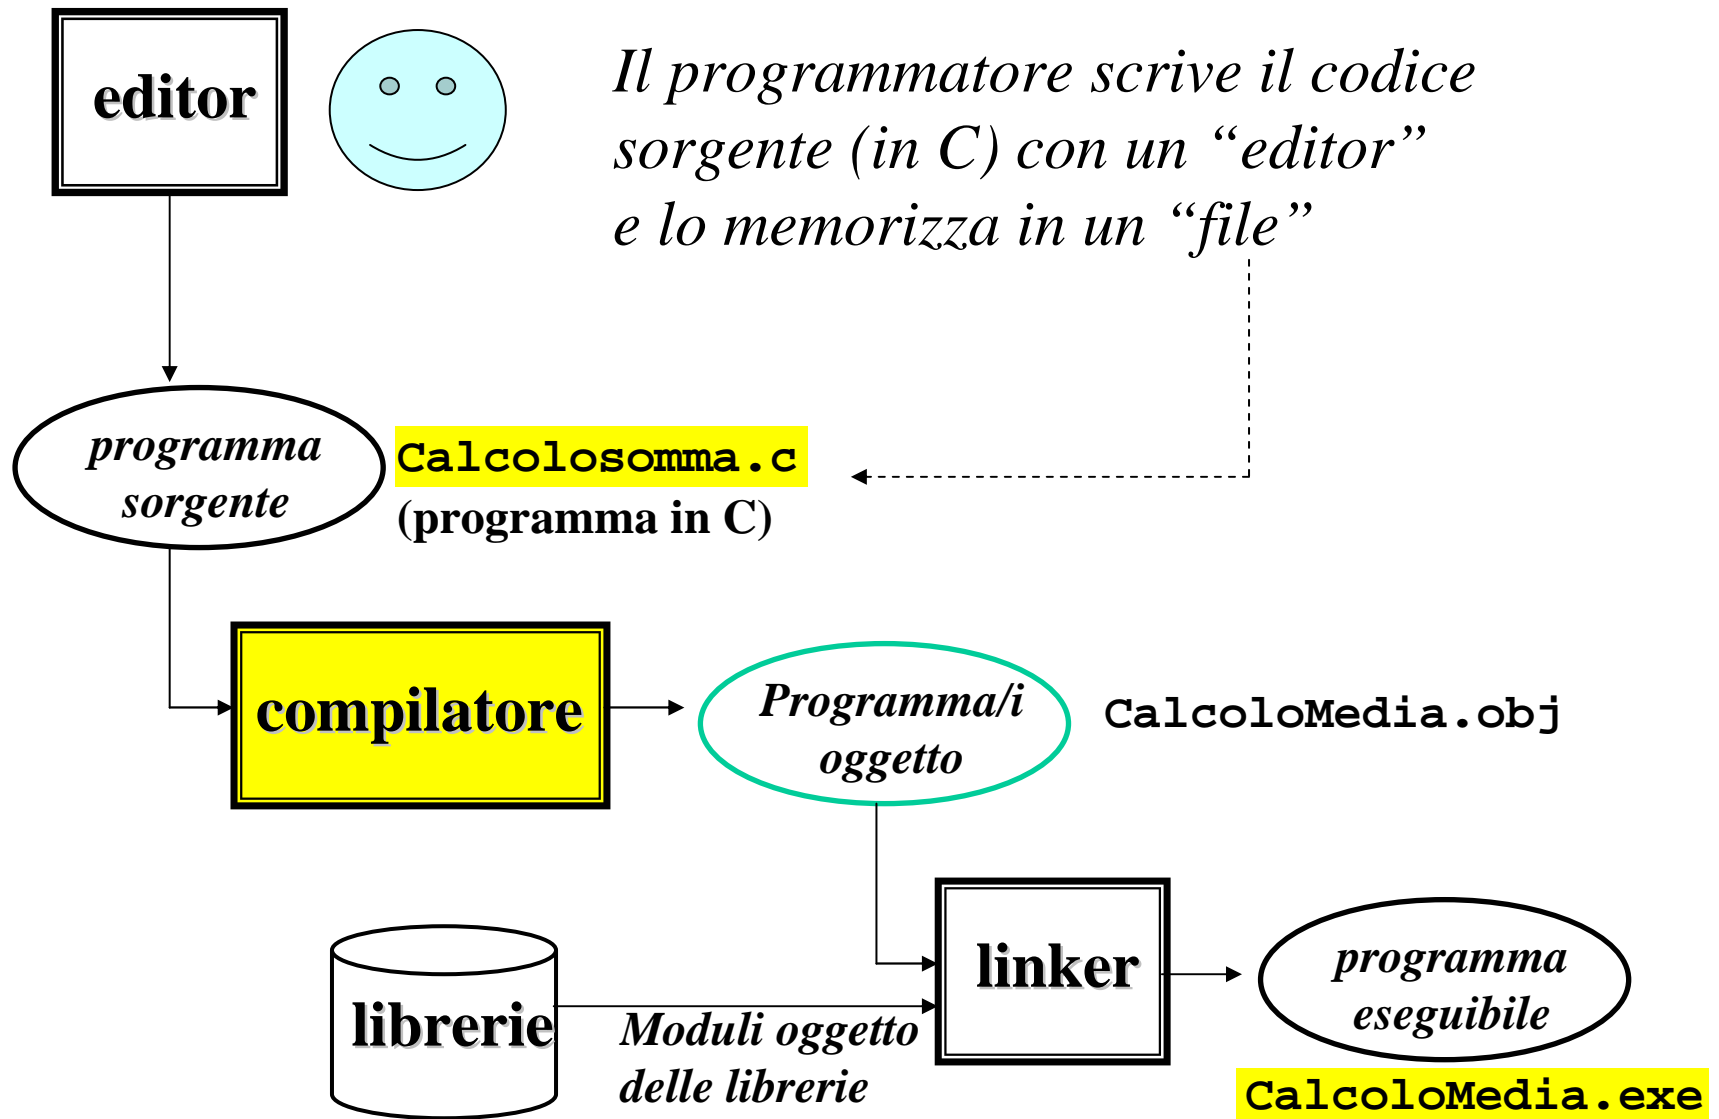 editor
Il programmatore scrive il codice
sorgente (in C) con un “editor”
e lo memorizza in un “file”
programma
sorgente
Calcolosomma.c
(programma in C)
compilatore
Programma/i
oggetto
CalcoloMedia.obj
librerie
Moduli oggetto
delle librerie
linker
programma
eseguibile
CalcoloMedia.exe